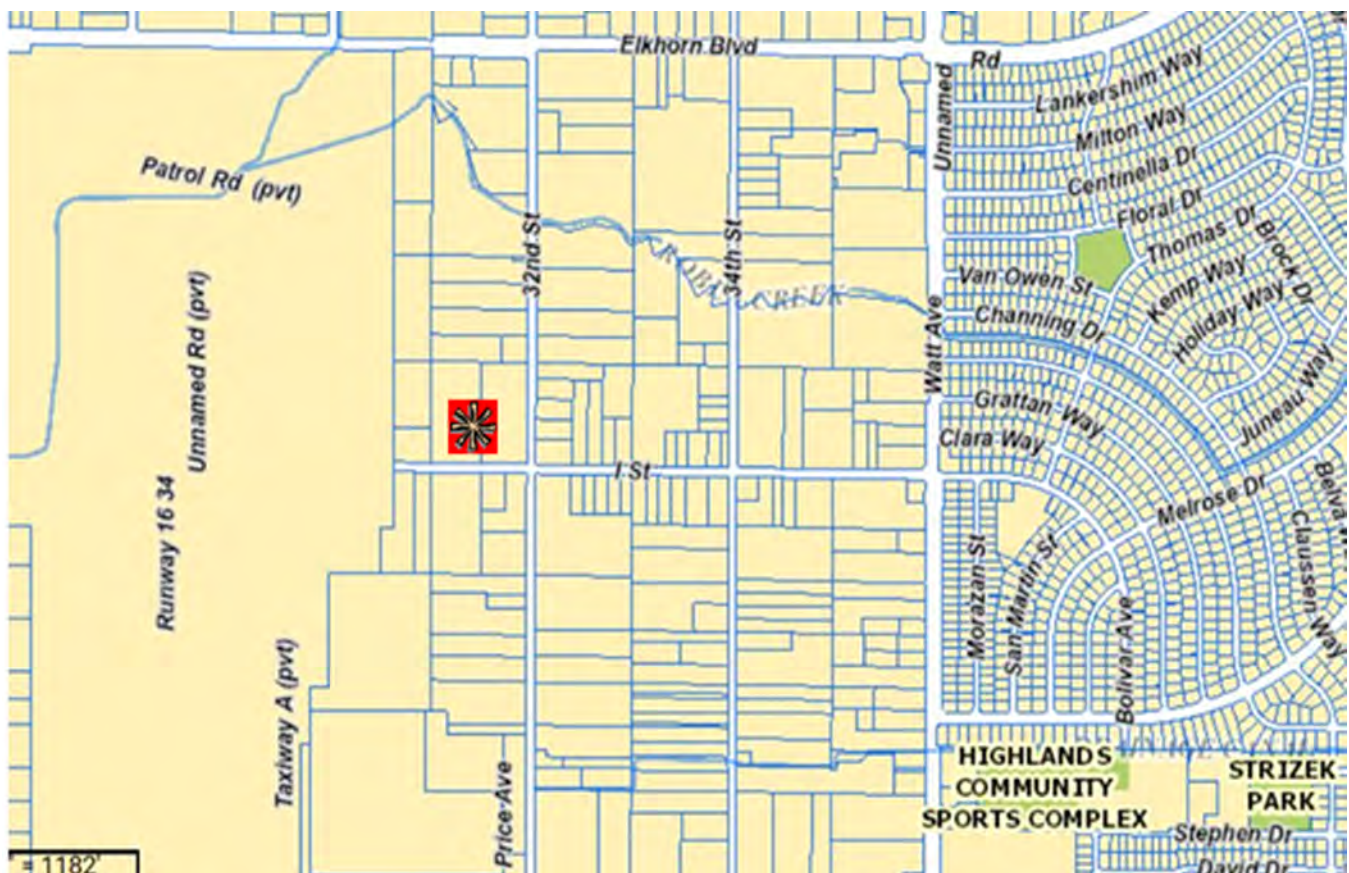 Elkhorn Blvd
Rd
Unnamed
Lankershim Way
Milton Way
Centinella Dr
Floral Dr
Patrol Rd (pvt)
32nd St
34th St
Thomas Dr
Brock Dr
Van Owen St
Kemp Way
Channing Dr
Holiday Way
Unnamed Rd (pvt)
CREEK
Watt Ave
Juneau Way
Grattan Way
Clara Way
I St
Runway 16 34
Melrose Dr
Belva
Claussen Way
Morazan St
San Martin St
Bolivar Ave
Taxiway A (pvt)
Price Ave
HIGHLANDS
COMMUNITY
SPORTS COMPLEX
STRIZEK
PARK
Stephen Dr
David Dr
= 1182'